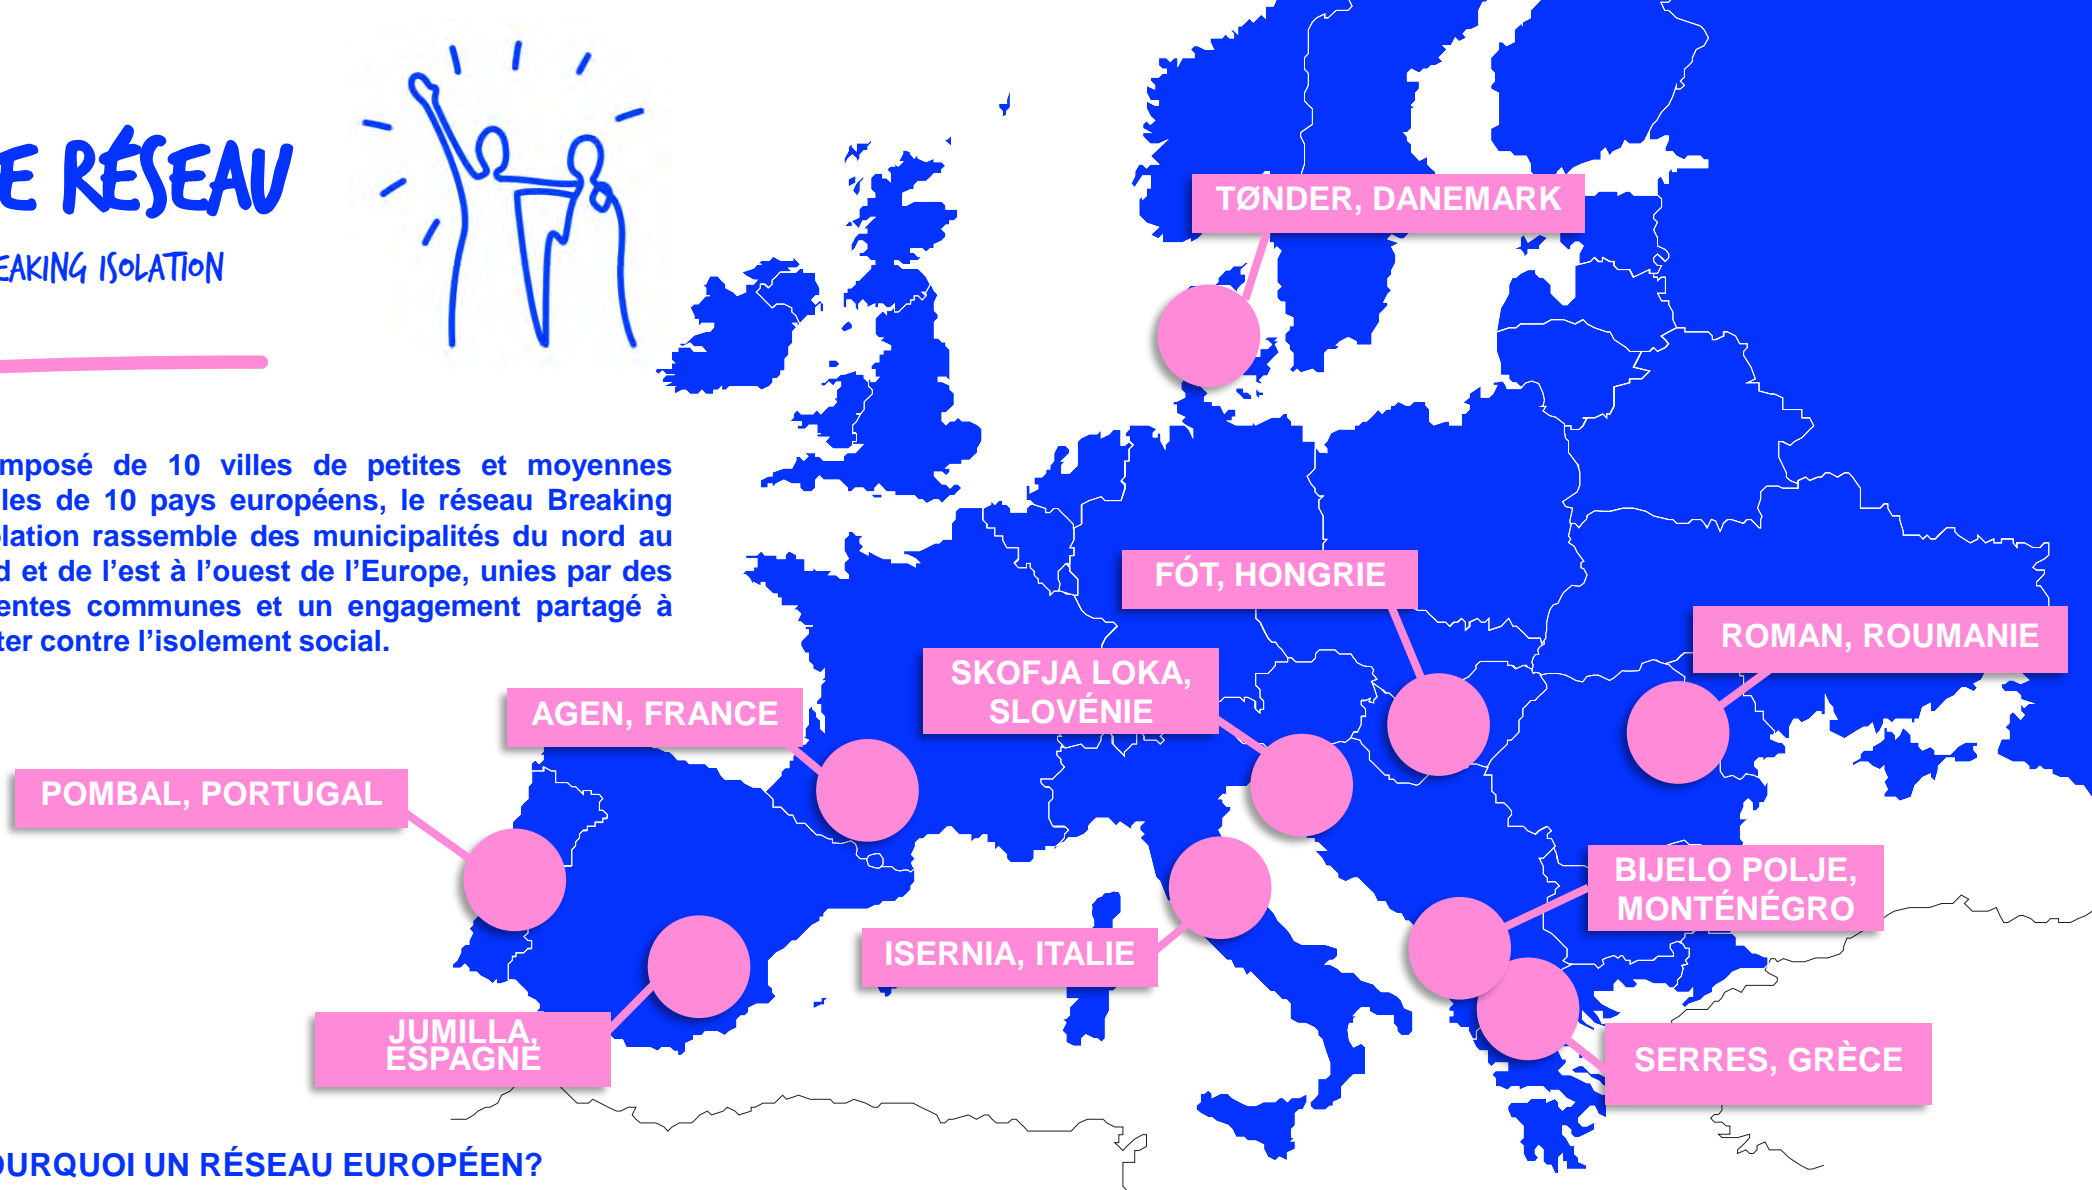 E RÉSEAU
EAKING ISOLATION
mposé de 10 villes de petites et moyennes
lles de 10 pays européens, le réseau Breaking
olation rassemble des municipalités du nord au
d et de l’est à l’ouest de l’Europe, unies par des
entes communes et un engagement partagé à
ter contre l’isolement social.
TØNDER, DANEMARK
FÓT, HONGRIE
ROMAN, ROUMANIE
SKOFJA LOKA,
SLOVÉNIE
AGEN, FRANCE
POMBAL, PORTUGAL
BIJELO POLJE,
MONTÉNÉGRO
ISERNIA, ITALIE
JUMILLA,
ESPAGNE
SERRES, GRÈCE
OURQUOI UN RÉSEAU EUROPÉEN?